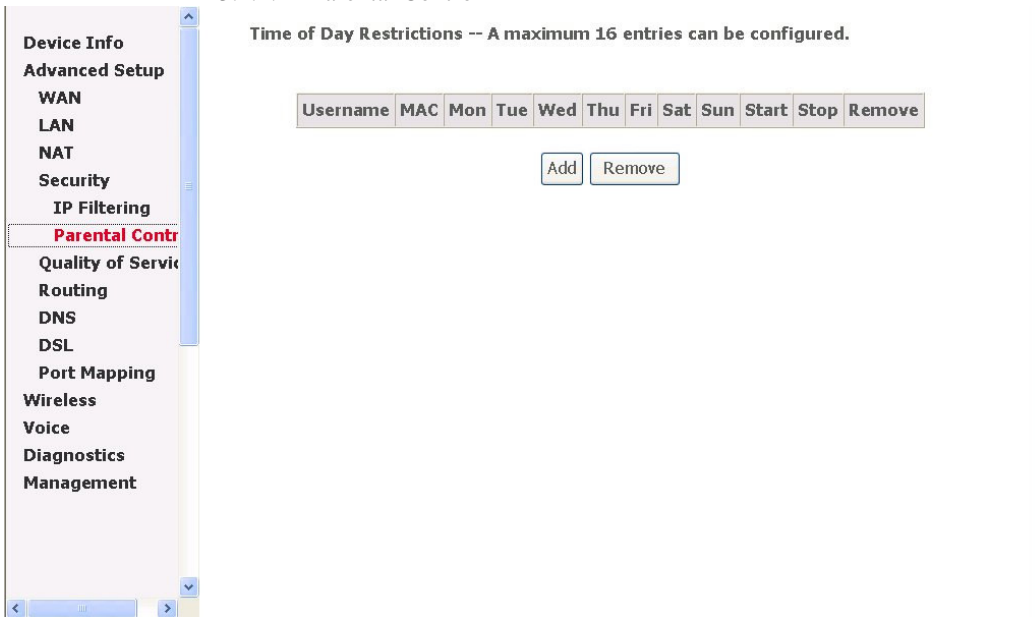 Device Info
Advanced Setup
WAN
LAN
NAT
Security
IP Filtering
Parental Contr
Quality of Servic
Routing
DNS
DSL
Port Mapping
Wireless
Voice
Diagnostics
Management
Time of Day Restrictions -- A maximum 16 entries can be configured.
Username MAC Mon Tue Wed Thu Fri Sat Sun Start Stop Remove
Add Remove